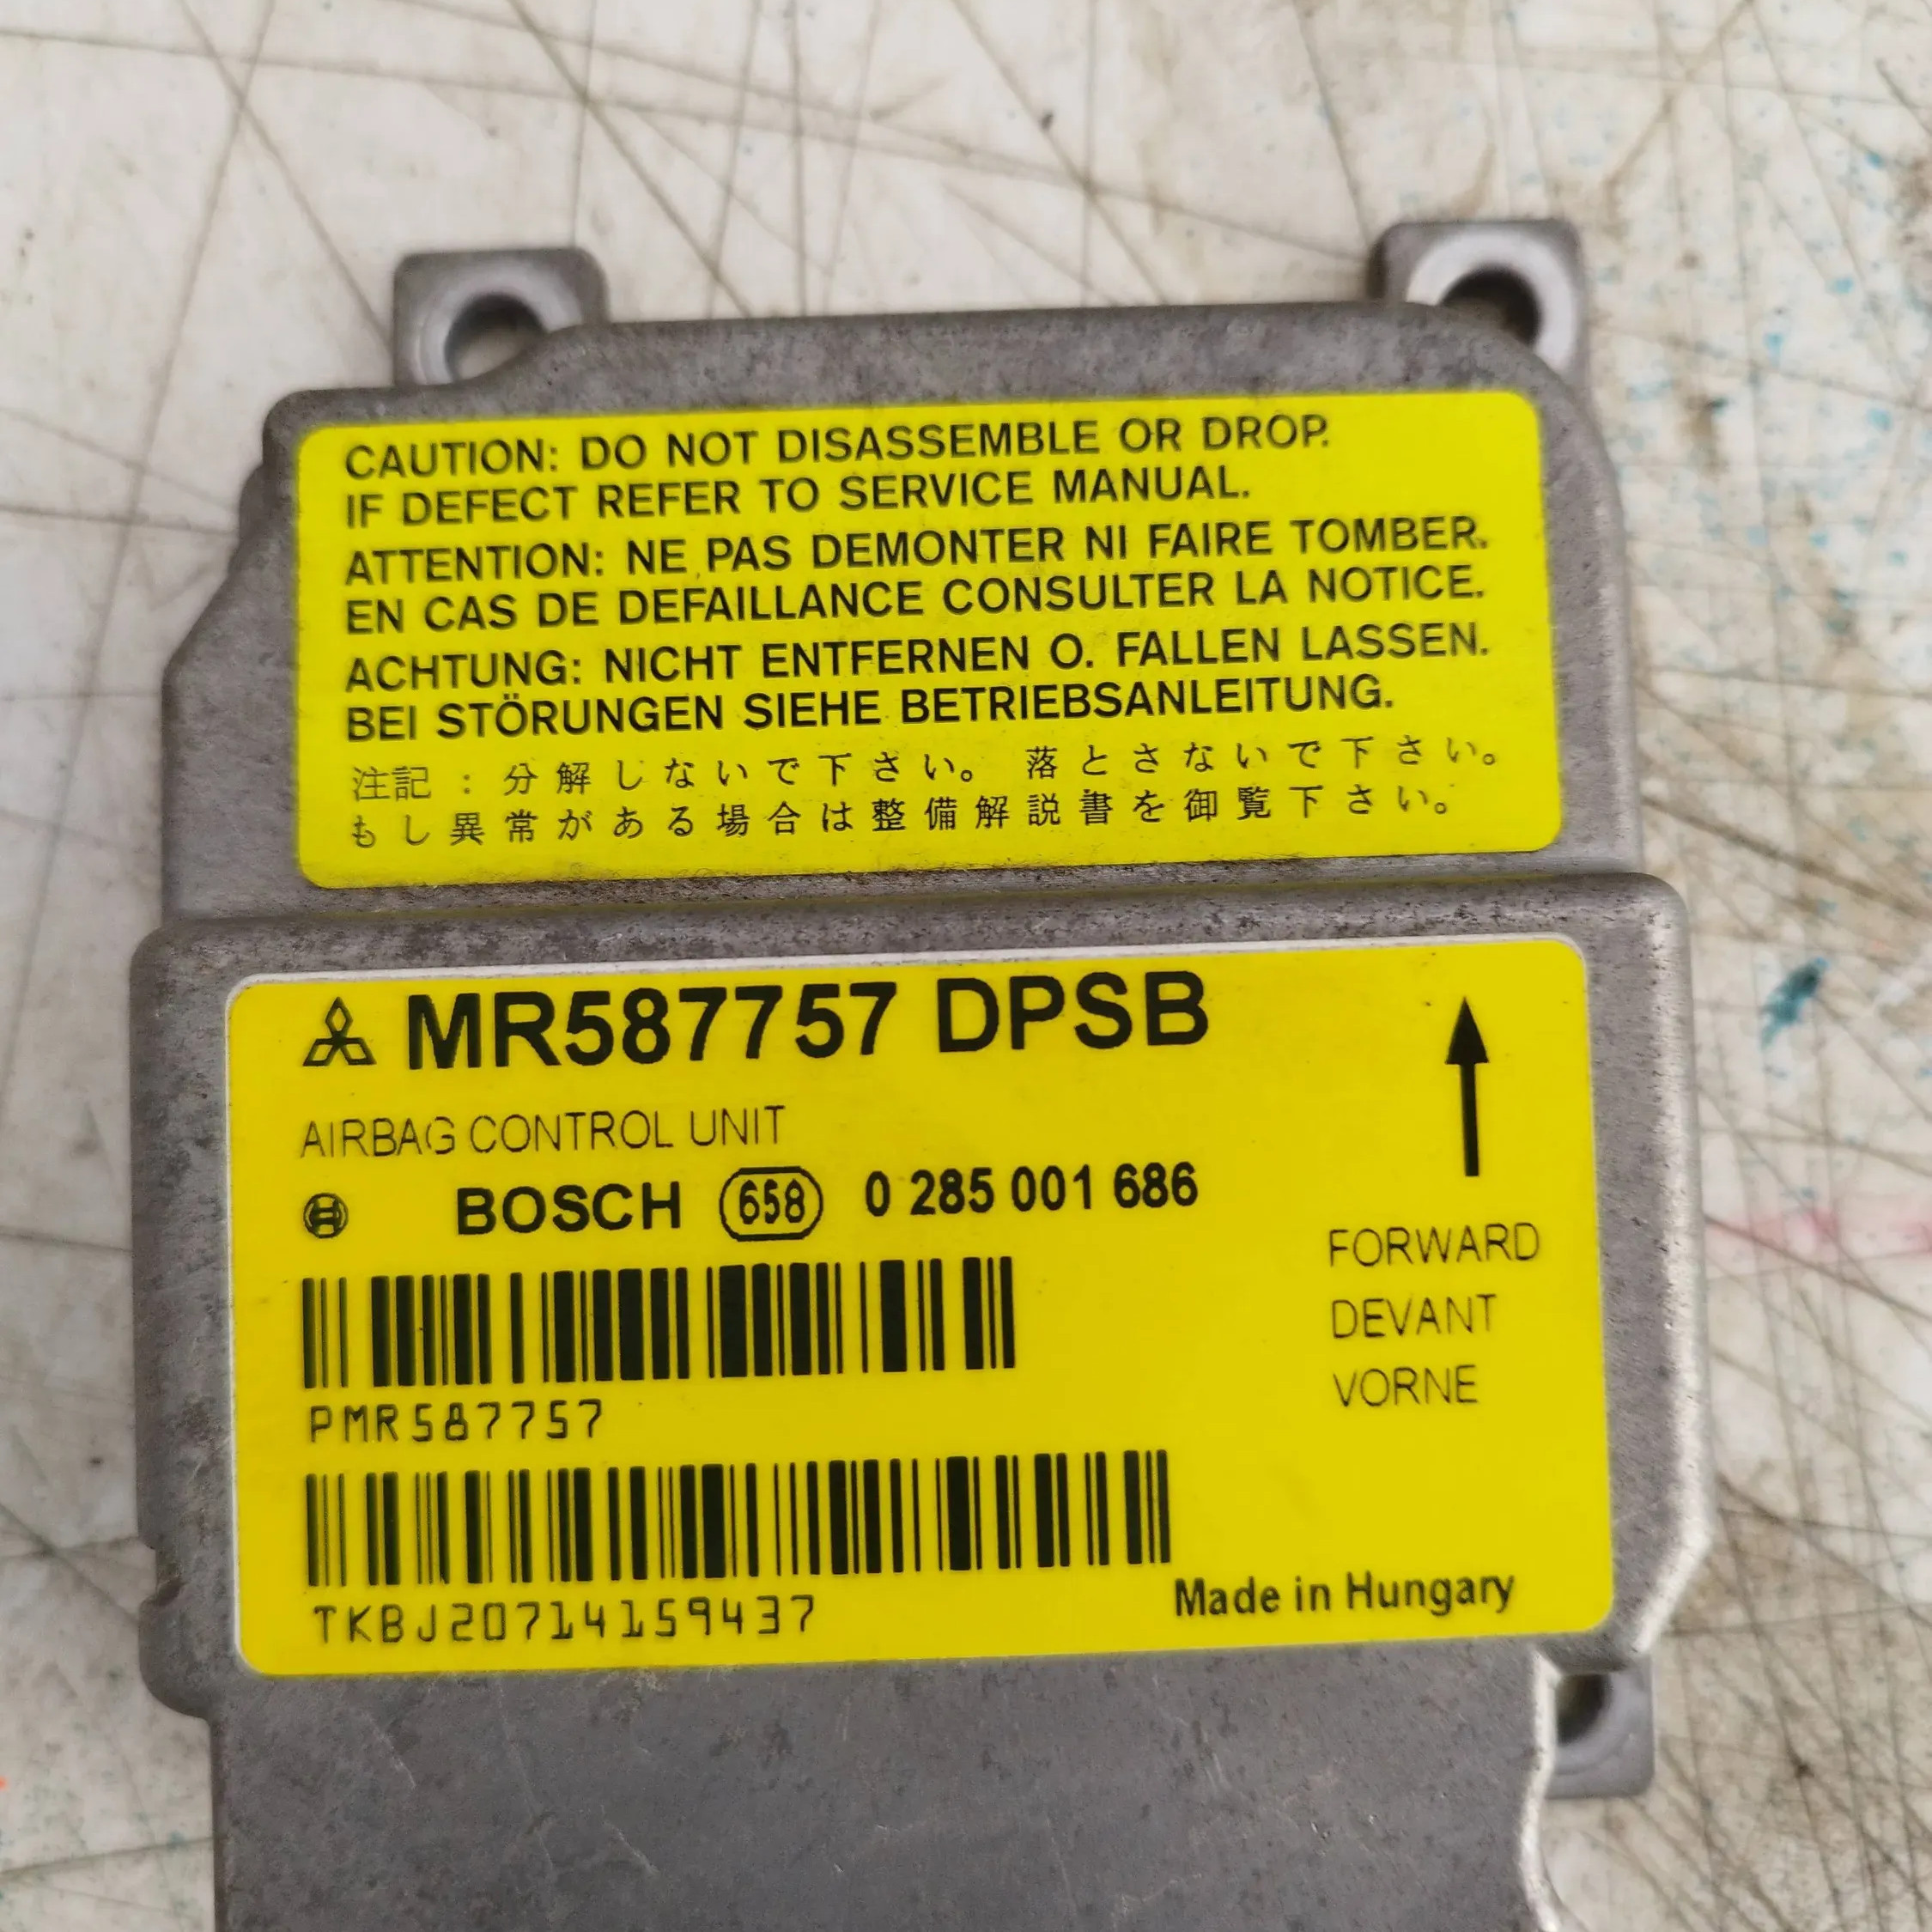 CAUTION: DO NOT DISASSEMBLE OR DROP.
IF DEFECT REFER TO SERVICE MANUAL.
ATTENTION: NE PAS DEMONTER NI FAIRE TOMBER.
EN CAS DE DEFAILLANCE CONSULTER LA NOTICE.
ACHTUNG: NICHT ENTFERNEN O. FALLEN LASSEN.
BEI STÖRUNGEN SIEHE BETRIEBSANLEITUNG.
注記：分解しないで下さい。落とさないで下さい。
もし異常がある場合は整備解説書を御覧下さい。
MR587757 DPSB
AIRBAG CONTROL UNIT
BOSCH 658 0 285 001 686
FORWARD
DEVANT
VORNE
PMR587757
TKBJ20714159437
Made in Hungary